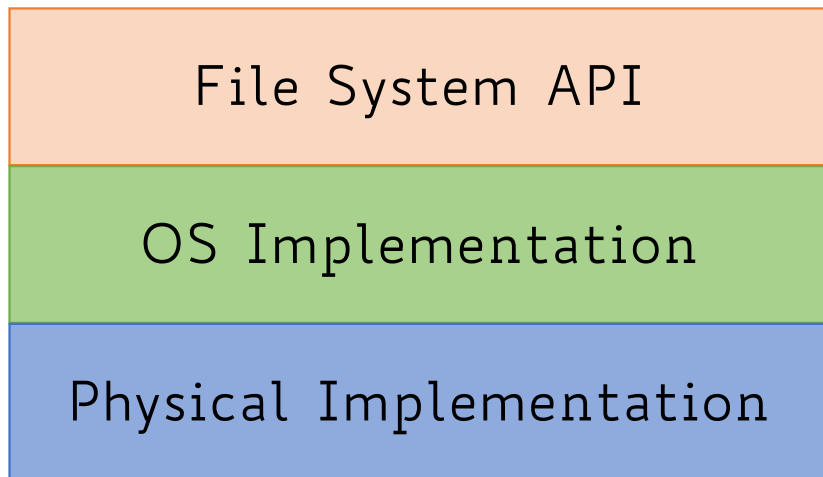 File System API
OS Implementation
Physical Implementation